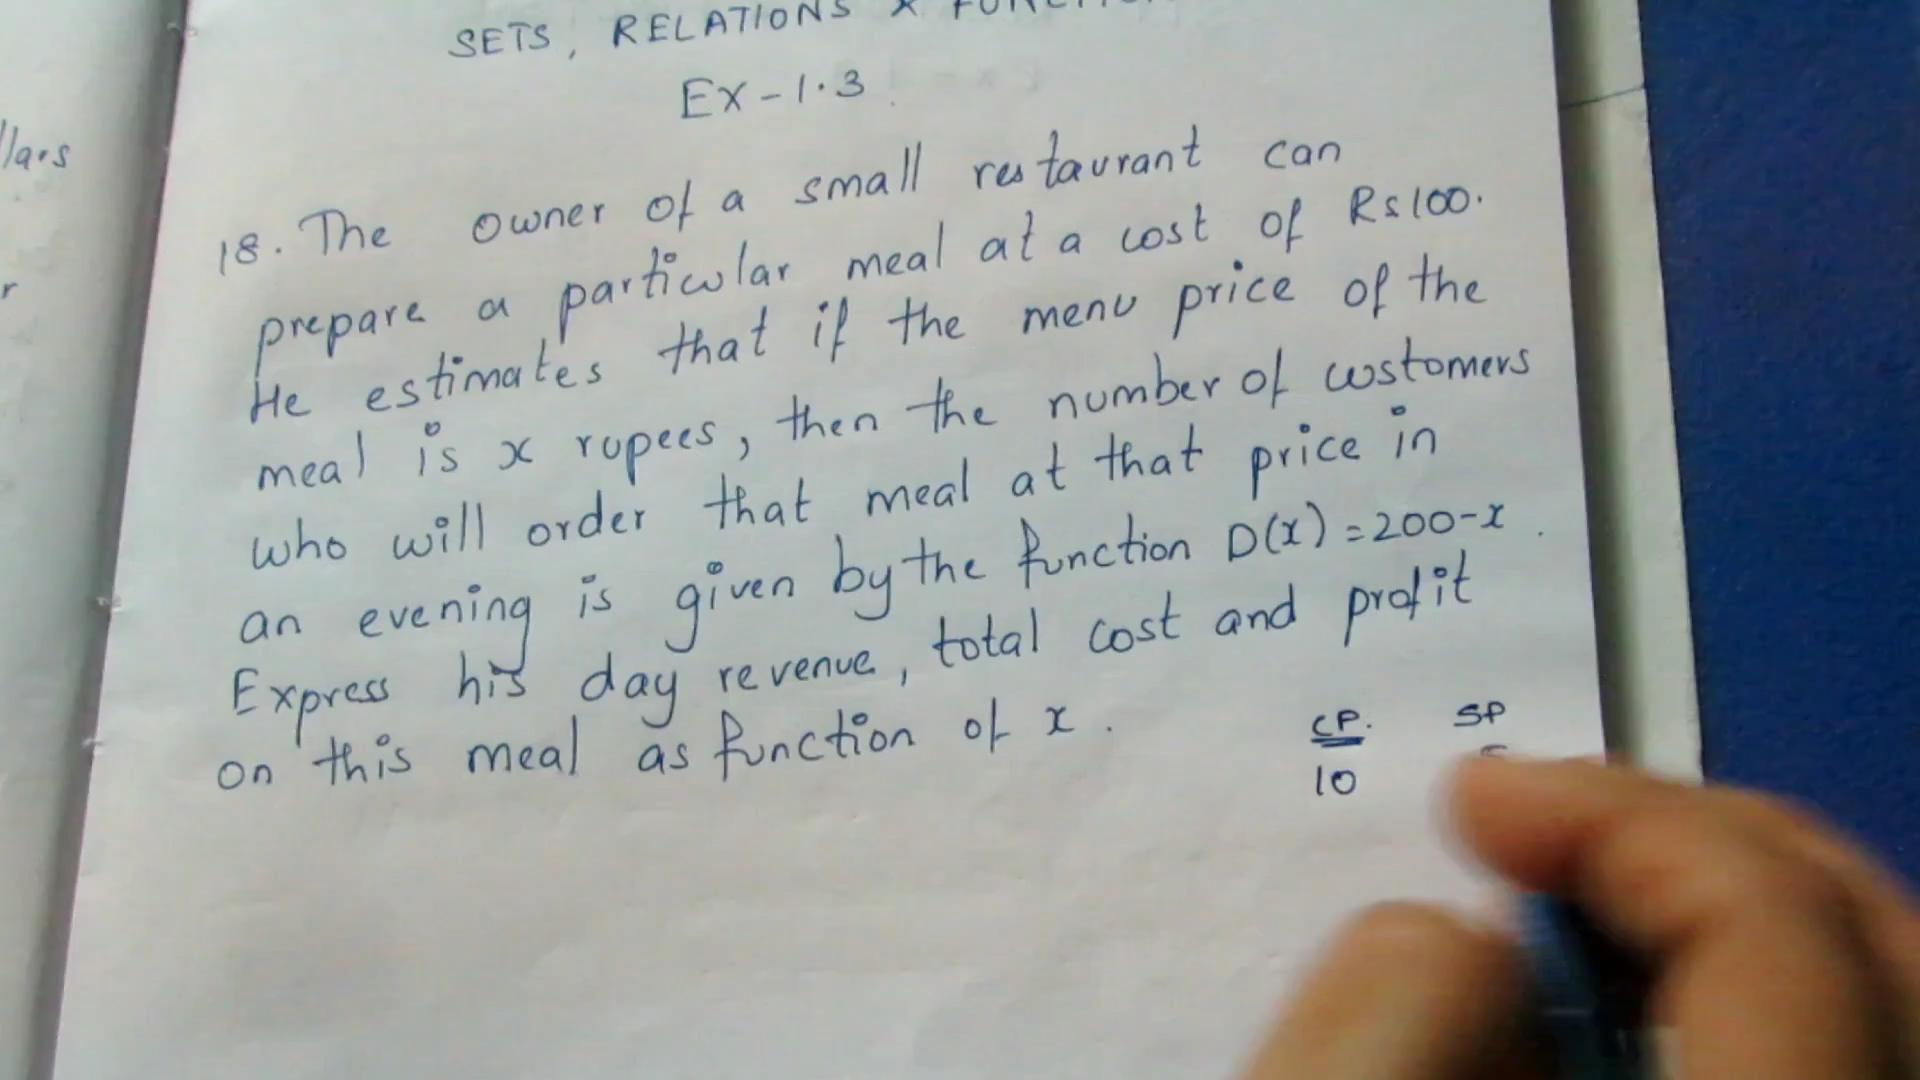 SETS, RELATIONS &
Ex-1.3
llars
18. The owner of a small restaurant can
prepare a particular meal at a cost of Rs 100.
r
He estimates that if the menu price of the
meal is x rupees, then the number of customers
who will order that meal at that price in
an evening is given by the function D(x) = 200-x.
Express his day revenue, total cost and profit
on this meal as function of x.
CP. SP
10